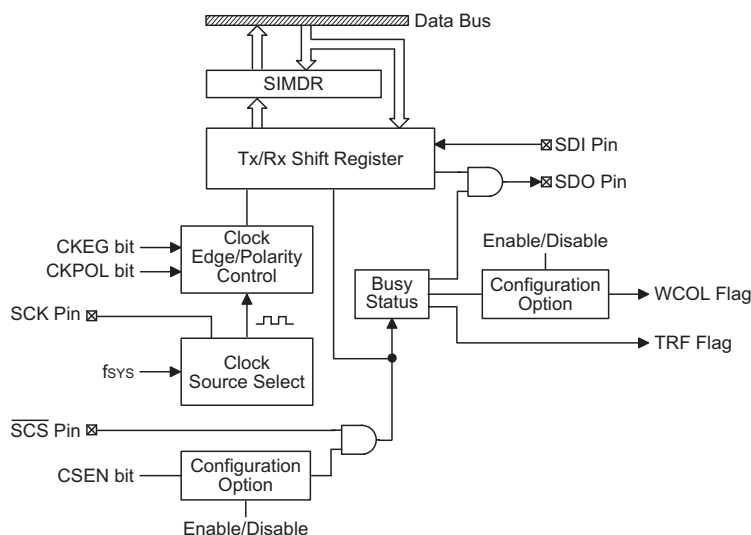 Data Bus
SIMDR
Tx/Rx Shift Register
SDI Pin
SDO Pin
CKEG bit
CKPOL bit
Clock
Edge/Polarity
Control
Enable/Disable
Busy
Status
Configuration
Option
WCOL Flag
TRF Flag
SCK Pin
fSYS
Clock
Source Select
SCS Pin
CSEN bit
Configuration
Option
Enable/Disable